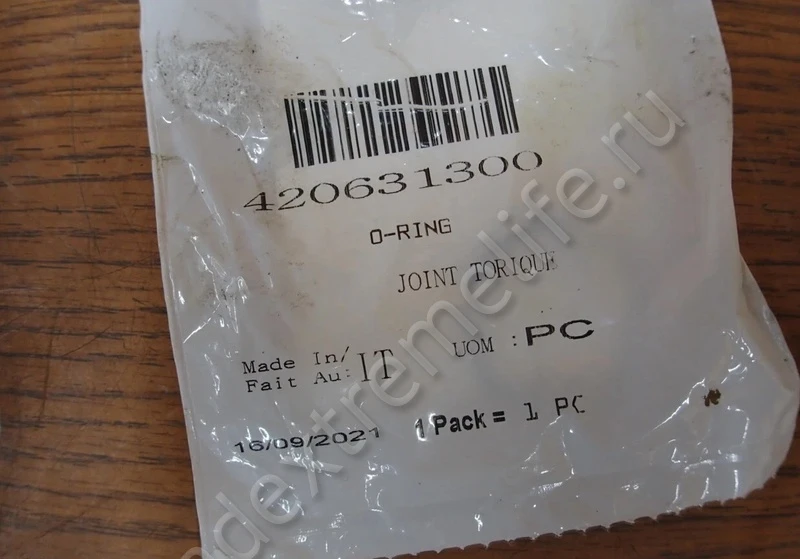 420631300
O-RING
JOINT TORIQUE
Made In/
Fait Au: IT
UOM : PC
16/09/2021
1 Pack = 1 PC
ndextremelife.ru